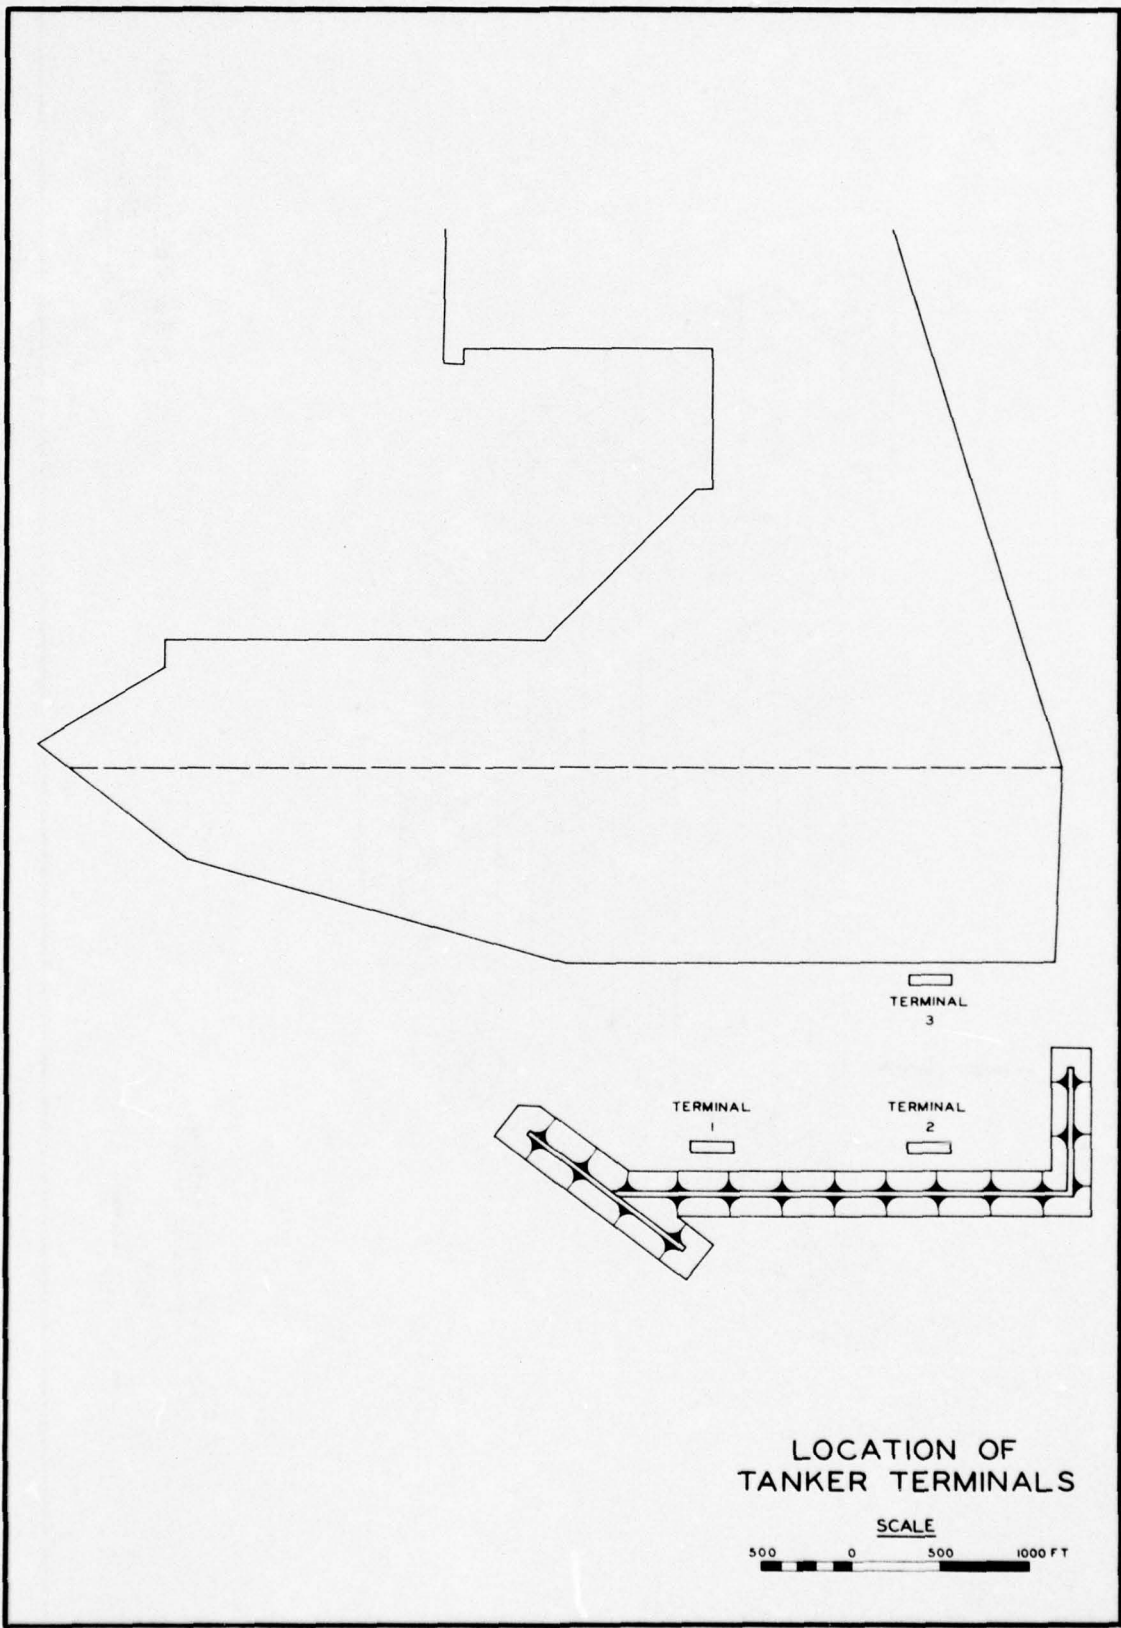 TERMINAL
3
TERMINAL
1
TERMINAL
2
LOCATION OF
TANKER TERMINALS
SCALE
500 0 500 1000 FT